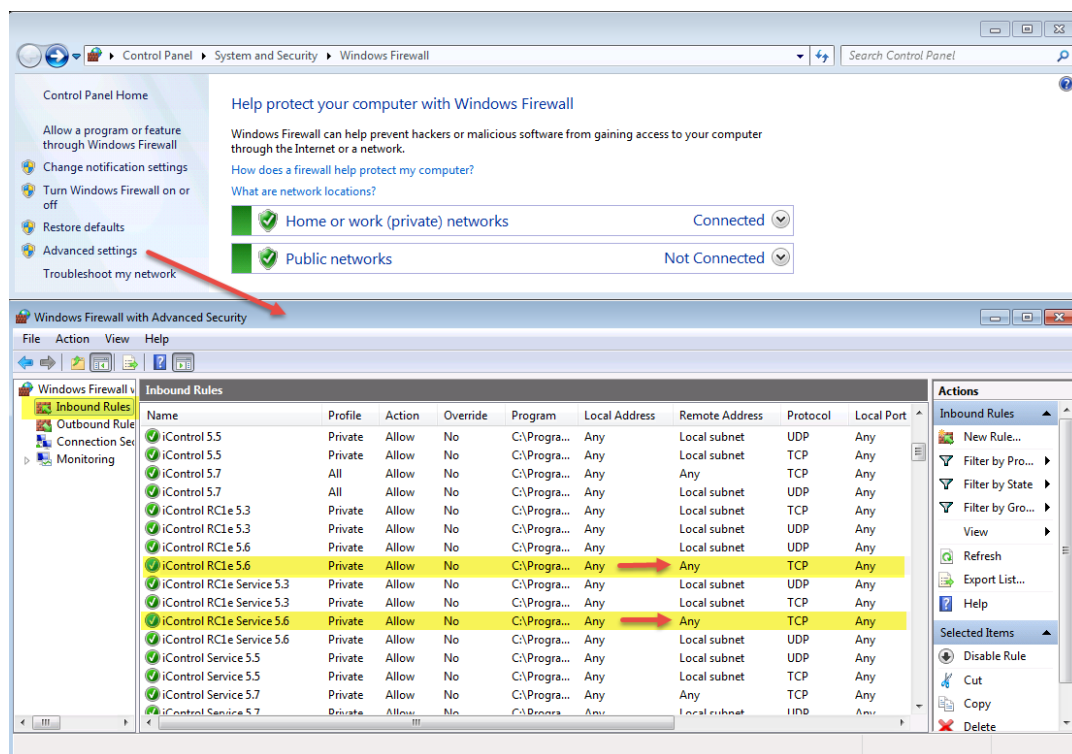 Control Panel ▸ System and Security ▸ Windows Firewall
Search Control Panel
Control Panel Home
Allow a program or feature
through Windows Firewall
Change notification settings
Turn Windows Firewall on or
off
Restore defaults
Advanced settings
Troubleshoot my network
Help protect your computer with Windows Firewall
Windows Firewall can help prevent hackers or malicious software from gaining access to your computer
through the Internet or a network.
How does a firewall help protect my computer?
What are network locations?
Home or work (private) networks Connected
Public networks Not Connected
Windows Firewall with Advanced Security
File Action View Help
Windows Firewall v
Inbound Rules
Outbound Rule
Connection Sec
Monitoring
Inbound Rules
Name Profile Action Override Program Local Address Remote Address Protocol Local Port
iControl 5.5 Private Allow No C:\Progra... Any Local subnet UDP Any
iControl 5.5 Private Allow No C:\Progra... Any Local subnet TCP Any
iControl 5.7 All Allow No C:\Progra... Any Any TCP Any
iControl 5.7 All Allow No C:\Progra... Any Local subnet UDP Any
iControl RC1e 5.3 Private Allow No C:\Progra... Any Local subnet TCP Any
iControl RC1e 5.3 Private Allow No C:\Progra... Any Local subnet UDP Any
iControl RC1e 5.6 Private Allow No C:\Progra... Any Local subnet UDP Any
iControl RC1e 5.6 Private Allow No C:\Progra... Any Any TCP Any
iControl RC1e Service 5.3 Private Allow No C:\Progra... Any Local subnet UDP Any
iControl RC1e Service 5.3 Private Allow No C:\Progra... Any Local subnet TCP Any
iControl RC1e Service 5.6 Private Allow No C:\Progra... Any Any TCP Any
iControl RC1e Service 5.6 Private Allow No C:\Progra... Any Local subnet UDP Any
iControl Service 5.5 Private Allow No C:\Progra... Any Local subnet UDP Any
iControl Service 5.5 Private Allow No C:\Progra... Any Local subnet TCP Any
iControl Service 5.7 Private Allow No C:\Progra... Any Any TCP Any
iControl Service 5.7 Private Allow No C:\Progra... Any Local subnet UDP Any
Actions
Inbound Rules
New Rule...
Filter by Pro...
Filter by State
Filter by Gro...
View
Refresh
Export List...
Help
Selected Items
Disable Rule
Cut
Copy
Delete